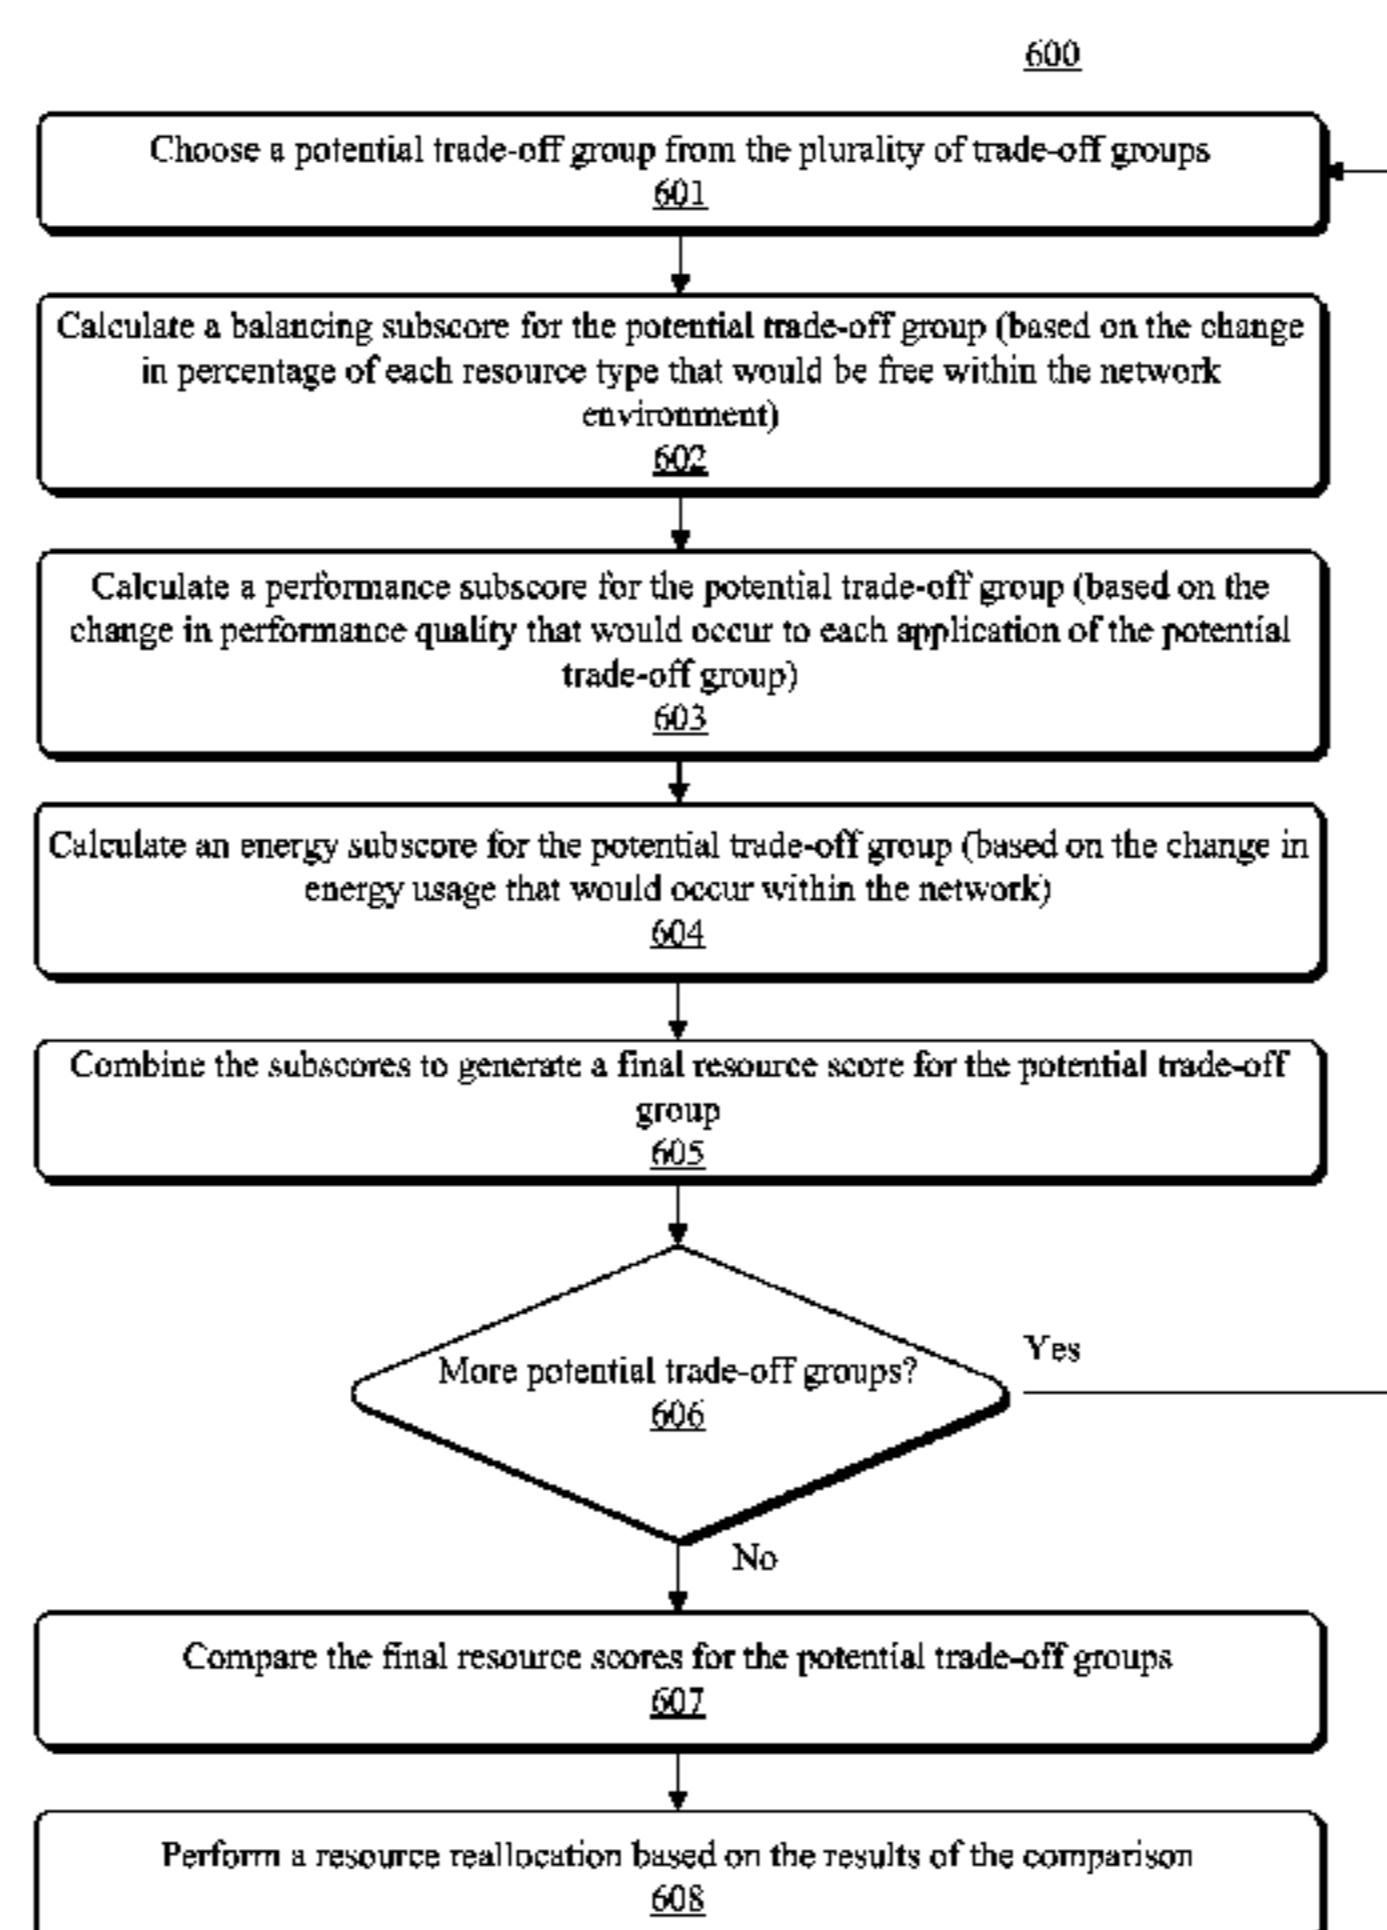 600
Choose a potential trade-off group from the plurality of trade-off groups
601
Calculate a balancing subscore for the potential trade-off group (based on the change
in percentage of each resource type that would be free within the network
environment)
602
Calculate a performance subscore for the potential trade-off group (based on the
change in performance quality that would occur to each application of the potential
trade-off group)
603
Calculate an energy subscore for the potential trade-off group (based on the change in
energy usage that would occur within the network)
604
Combine the subscores to generate a final resource score for the potential trade-off
group
605
More potential trade-off groups?
606
Yes
No
Compare the final resource scores for the potential trade-off groups
607
Perform a resource reallocation based on the results of the comparison
608